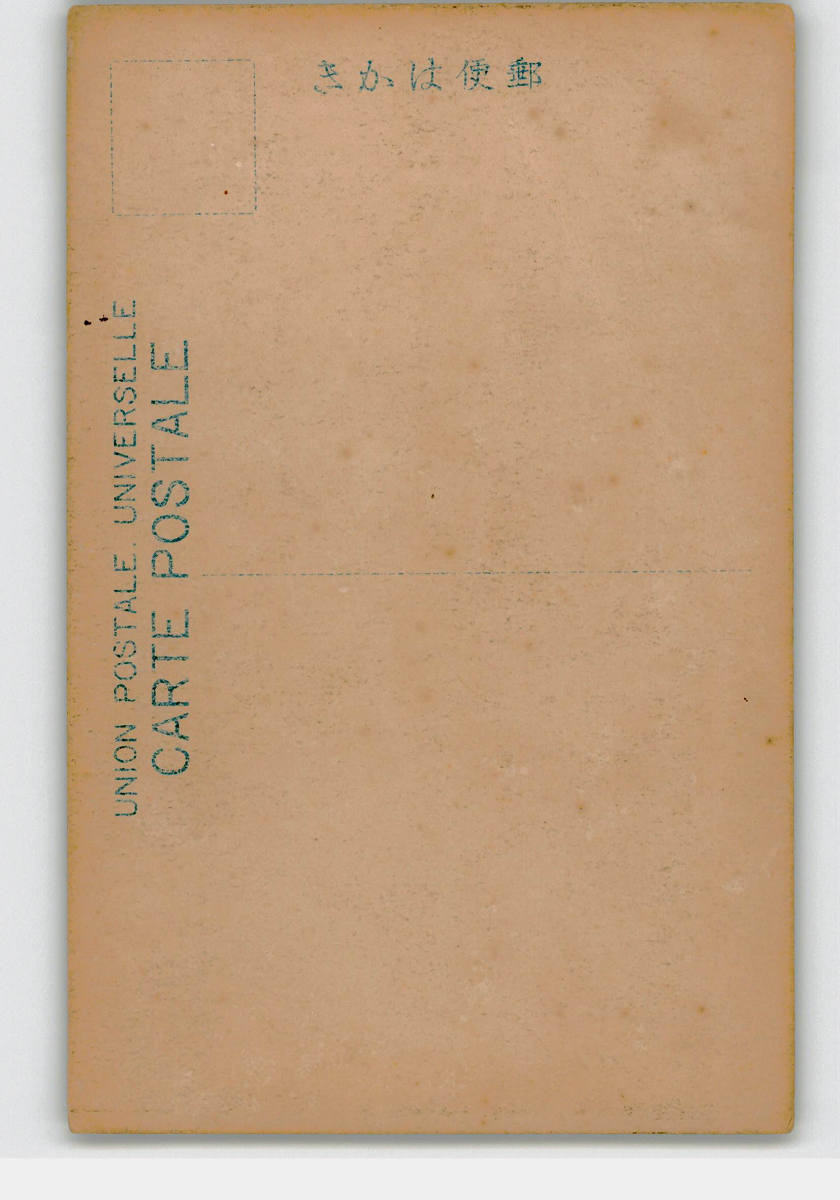 郵便はかき
UNION POSTALE. UNIVERSELLE
CARTE POSTALE